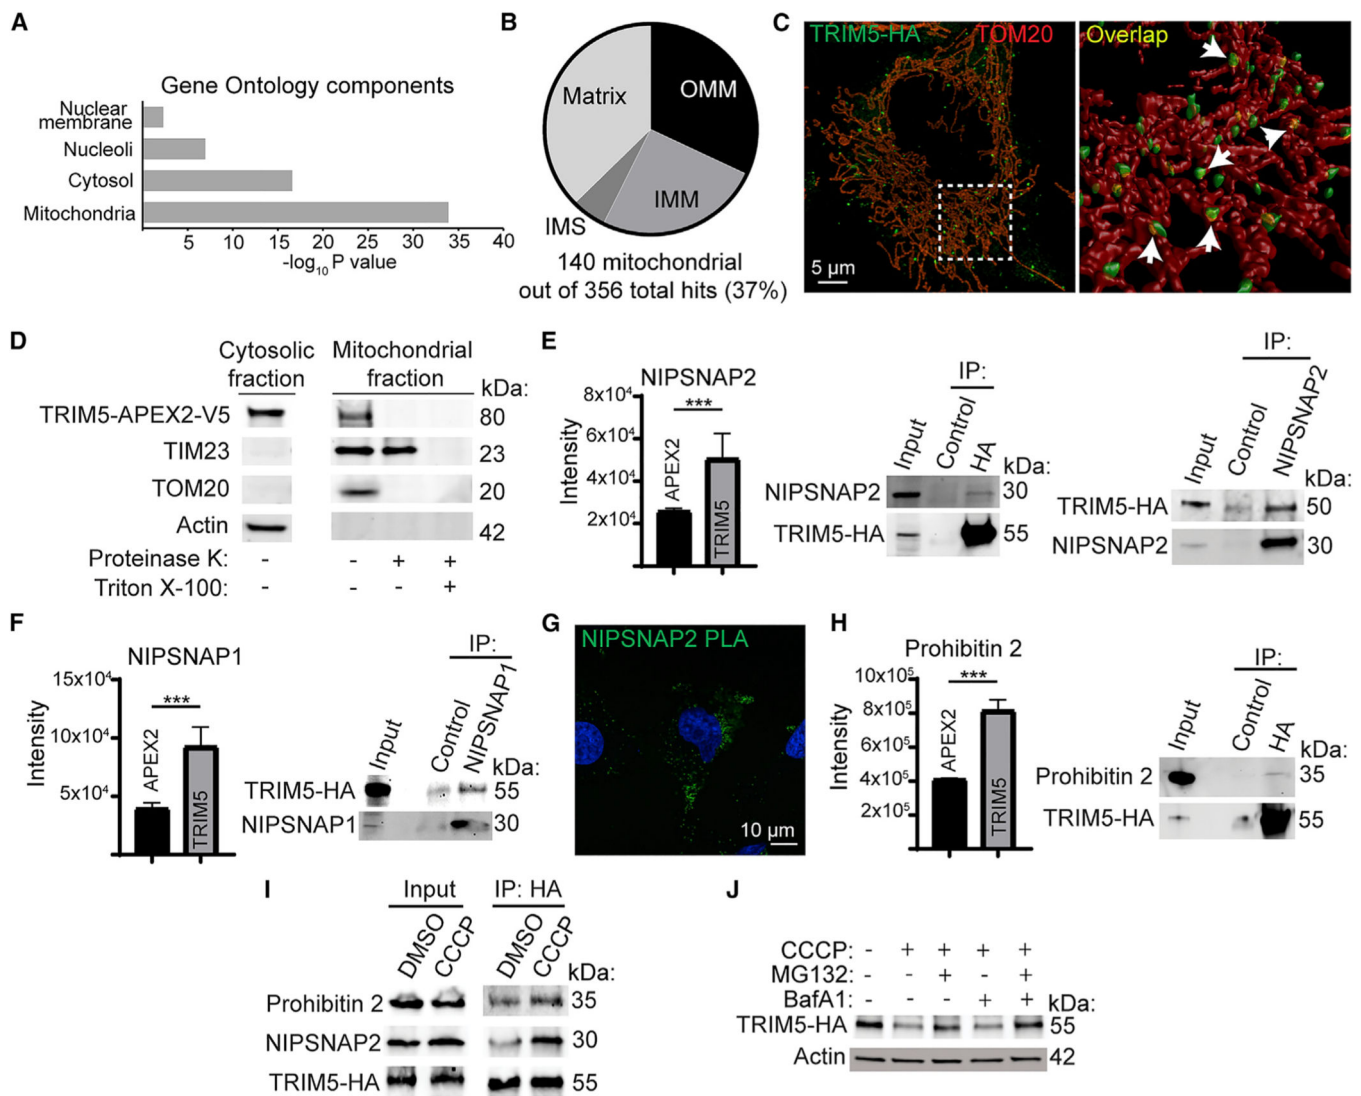 A
Gene Ontology components
Nuclear
membrane
Nucleoli
Cytosol
Mitochondria
5 10 15 20 25 30 35 40
-log10 P value
B
Matrix
OMM
IMM
IMS
140 mitochondrial
out of 356 total hits (37%)
C
TRIM5-HA TOM20
5 µm
Overlap
D
Cytosolic
fraction
Mitochondrial
fraction
kDa:
TRIM5-APEX2-V5 80
TIM23 23
TOM20 20
Actin 42
Proteinase K: - - + +
Triton X-100: - - - +
E
NIPSNAP2
8x10⁴
6x10⁴
4x10⁴
2x10⁴
Intensity
***
APEX2
TRIM5
IP:
Input
Control
HA
kDa:
NIPSNAP2 30
TRIM5-HA 55
IP:
Input
Control
NIPSNAP2
kDa:
TRIM5-HA 50
NIPSNAP2 30
F
NIPSNAP1
15x10⁴
10x10⁴
5x10⁴
Intensity
***
APEX2
TRIM5
IP:
Input
Control
NIPSNAP1
kDa:
TRIM5-HA 55
NIPSNAP1 30
G
NIPSNAP2 PLA
10 µm
H
Prohibitin 2
10x10⁵
8x10⁵
6x10⁵
4x10⁵
2x10⁵
Intensity
***
APEX2
TRIM5
IP:
Input
Control
HA
kDa:
Prohibitin 2 35
TRIM5-HA 55
I
Input IP: HA
DMSO
CCCP
DMSO
CCCP
kDa:
Prohibitin 2 35
NIPSNAP2 30
TRIM5-HA 55
J
CCCP: - + + + +
MG132: - - + - +
BafA1: - - - + + kDa:
TRIM5-HA 55
Actin 42